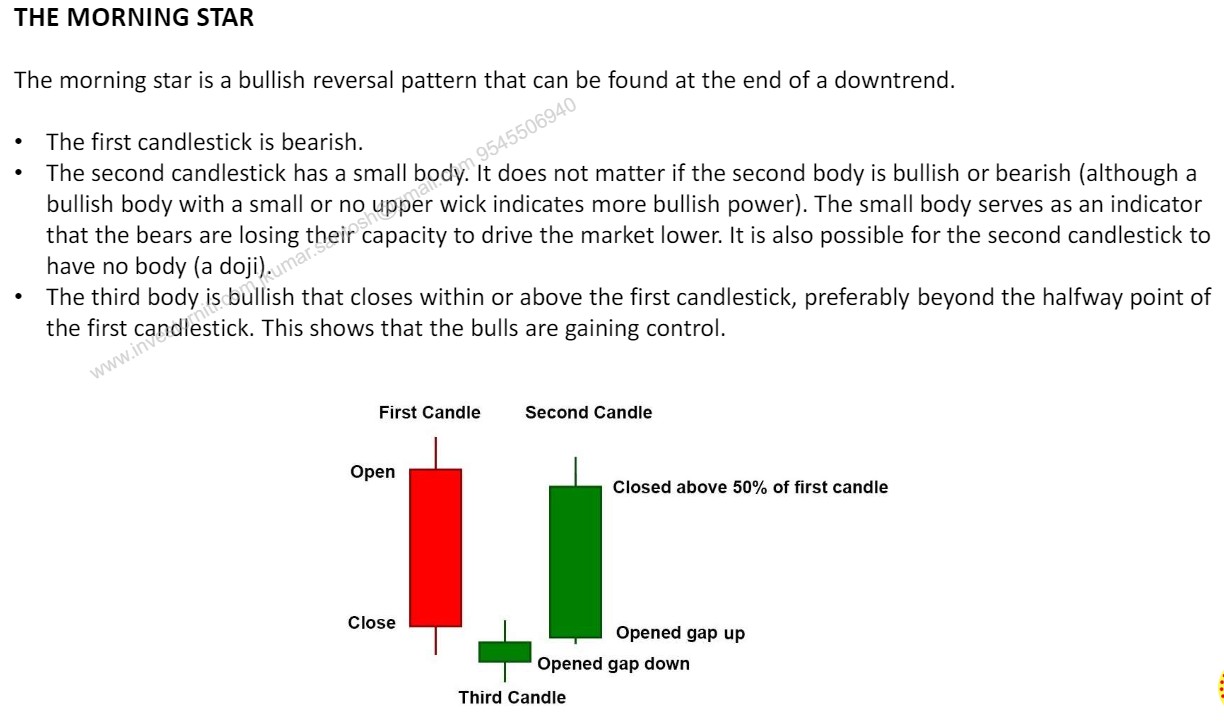 THE MORNING STAR
The morning star is a bullish reversal pattern that can be found at the end of a downtrend.
• The first candlestick is bearish.
• The second candlestick has a small body. It does not matter if the second body is bullish or bearish (although a
bullish body with a small or no upper wick indicates more bullish power). The small body serves as an indicator
that the bears are losing their capacity to drive the market lower. It is also possible for the second candlestick to
have no body (a doji).
• The third body is bullish that closes within or above the first candlestick, preferably beyond the halfway point of
the first candlestick. This shows that the bulls are gaining control.
9545506940
First Candle Second Candle
Open
Closed above 50% of first candle
Close
Opened gap up
Opened gap down
Third Candle